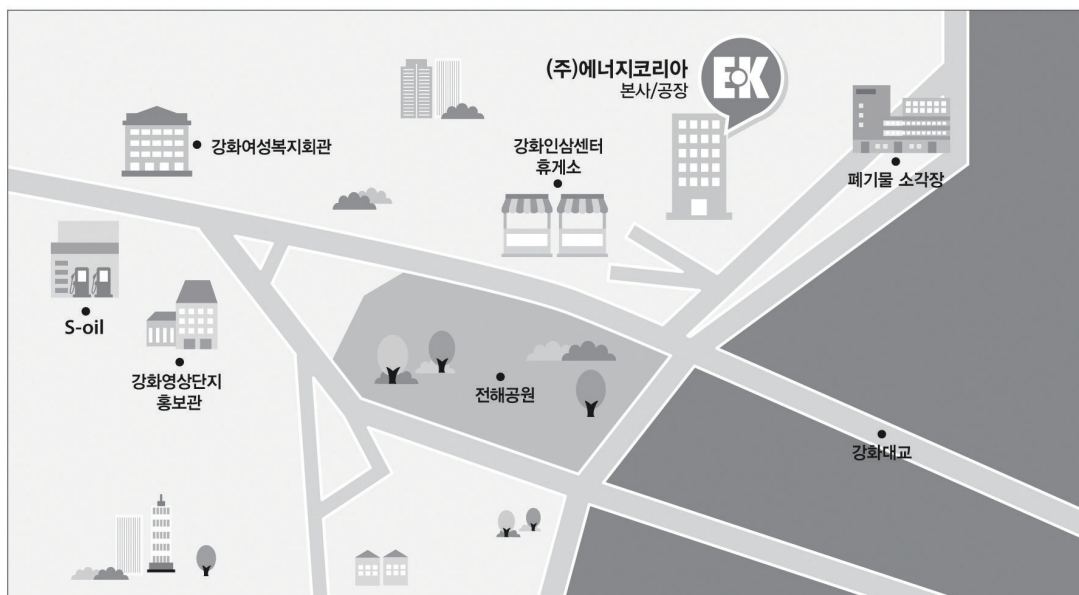 (주)에너지코리아
본사/공장
EK
강화여성복지회관
강화인삼센터
휴게소
폐기물 소각장
S-oil
강화영상단지
홍보관
전해공원
강화대교